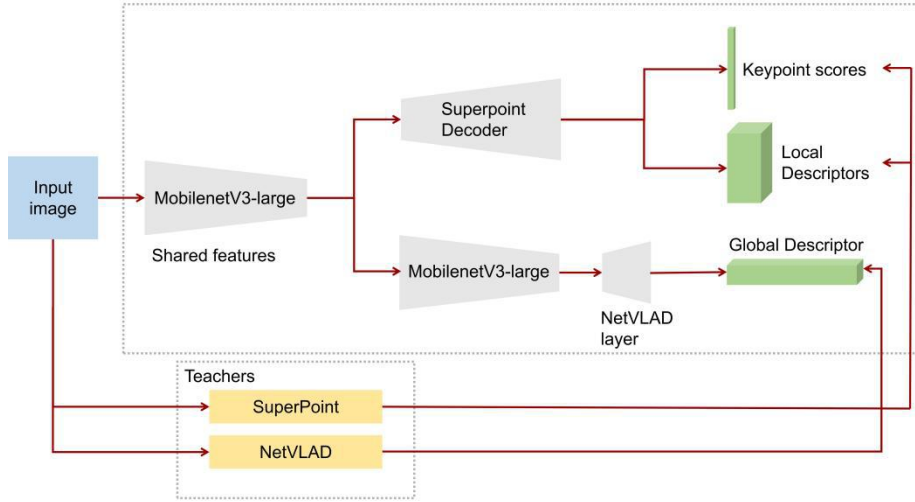 Input
image
MobilenetV3-large
Shared features
Superpoint
Decoder
Keypoint scores
Local
Descriptors
MobilenetV3-large
NetVLAD
layer
Global Descriptor
Teachers
SuperPoint
NetVLAD